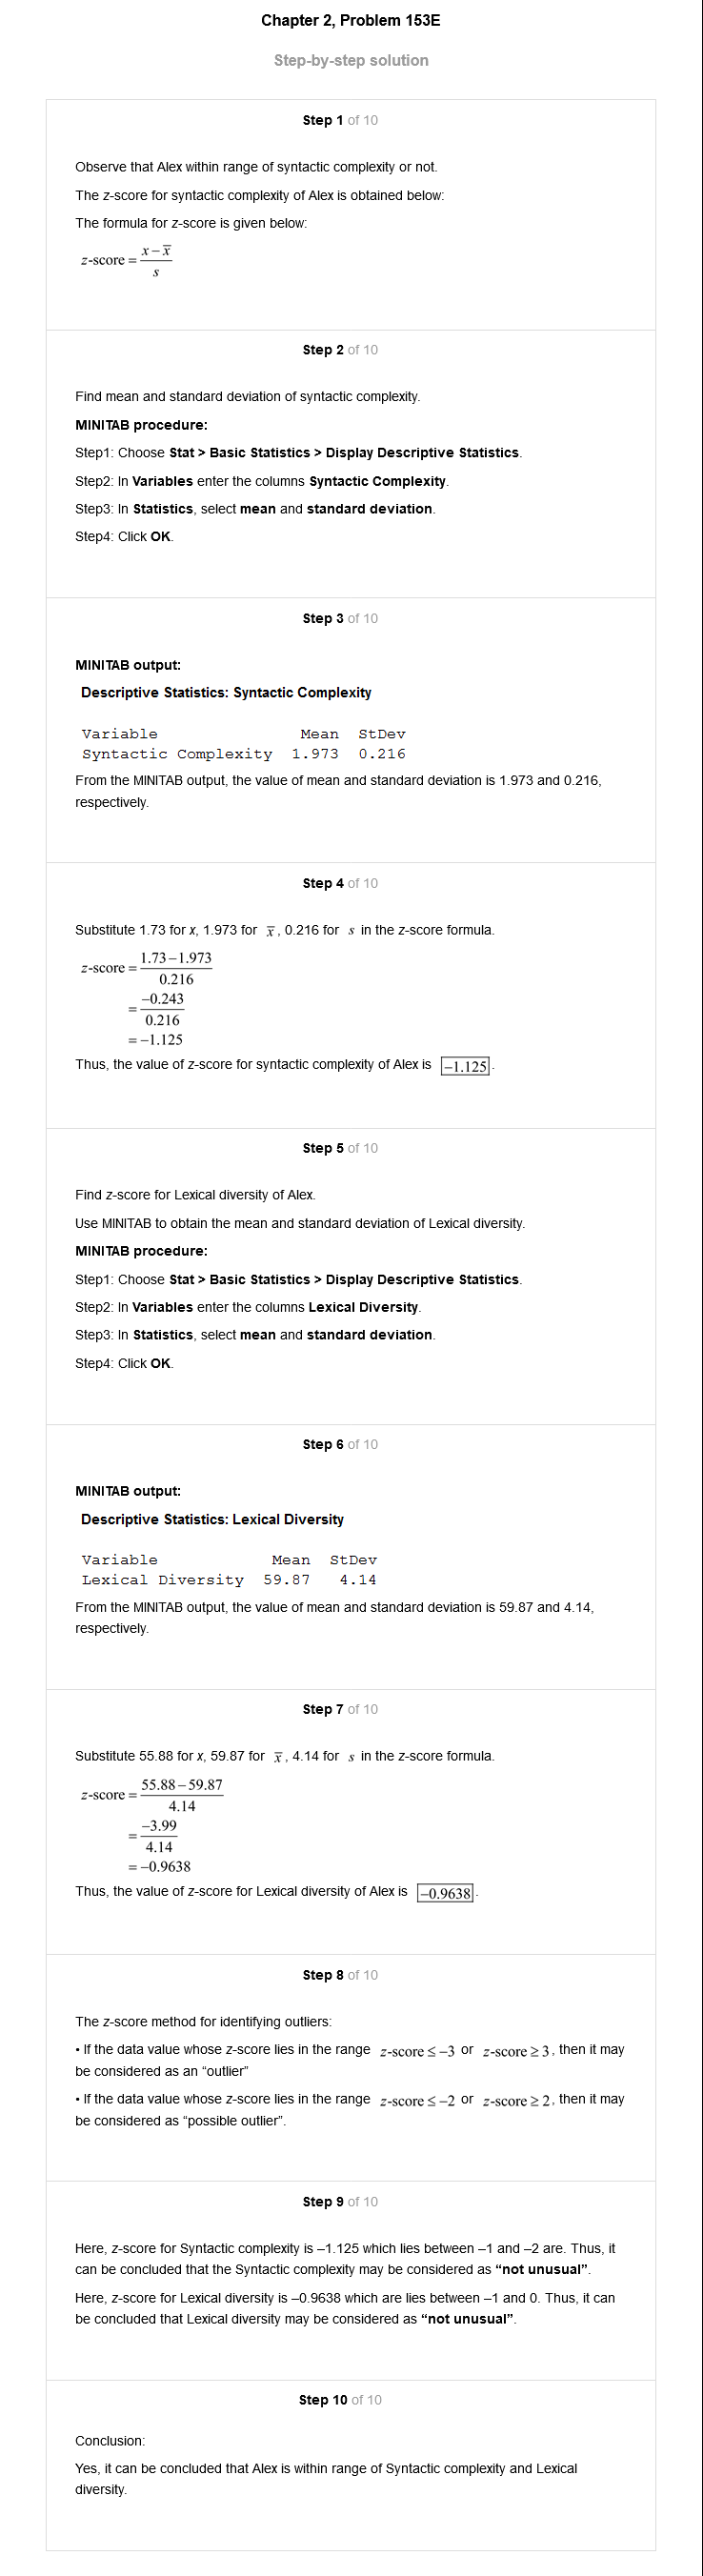 Chapter 2, Problem 153E
Step-by-step solution
Step 1 of 10
Observe that Alex within range of syntactic complexity or not.
The z-score for syntactic complexity of Alex is obtained below:
The formula for z-score is given below:
z-score = (x − x̅) / s
Step 2 of 10
Find mean and standard deviation of syntactic complexity.
MINITAB procedure:
Step1: Choose Stat > Basic Statistics > Display Descriptive Statistics.
Step2: In Variables enter the columns Syntactic Complexity.
Step3: In Statistics, select mean and standard deviation.
Step4: Click OK.
Step 3 of 10
MINITAB output:
Descriptive Statistics: Syntactic Complexity
Variable Mean StDev
Syntactic Complexity 1.973 0.216
From the MINITAB output, the value of mean and standard deviation is 1.973 and 0.216,
respectively.
Step 4 of 10
Substitute 1.73 for x, 1.973 for x̅, 0.216 for s in the z-score formula.
z-score = (1.73−1.973) / 0.216
= −0.243 / 0.216
= −1.125
Thus, the value of z-score for syntactic complexity of Alex is −1.125.
Step 5 of 10
Find z-score for Lexical diversity of Alex.
Use MINITAB to obtain the mean and standard deviation of Lexical diversity.
MINITAB procedure:
Step1: Choose Stat > Basic Statistics > Display Descriptive Statistics.
Step2: In Variables enter the columns Lexical Diversity.
Step3: In Statistics, select mean and standard deviation.
Step4: Click OK.
Step 6 of 10
MINITAB output:
Descriptive Statistics: Lexical Diversity
Variable Mean StDev
Lexical Diversity 59.87 4.14
From the MINITAB output, the value of mean and standard deviation is 59.87 and 4.14,
respectively.
Step 7 of 10
Substitute 55.88 for x, 59.87 for x̅, 4.14 for s in the z-score formula.
z-score = (55.88−59.87) / 4.14
= −3.99 / 4.14
= −0.9638
Thus, the value of z-score for Lexical diversity of Alex is −0.9638.
Step 8 of 10
The z-score method for identifying outliers:
• If the data value whose z-score lies in the range z-score ≤ −3 or z-score ≥ 3, then it may
be considered as an “outlier”
• If the data value whose z-score lies in the range z-score ≤ −2 or z-score ≥ 2, then it may
be considered as “possible outlier”.
Step 9 of 10
Here, z-score for Syntactic complexity is –1.125 which lies between –1 and –2 are. Thus, it
can be concluded that the Syntactic complexity may be considered as “not unusual”.
Here, z-score for Lexical diversity is –0.9638 which are lies between –1 and 0. Thus, it can
be concluded that Lexical diversity may be considered as “not unusual”.
Step 10 of 10
Conclusion:
Yes, it can be concluded that Alex is within range of Syntactic complexity and Lexical
diversity.